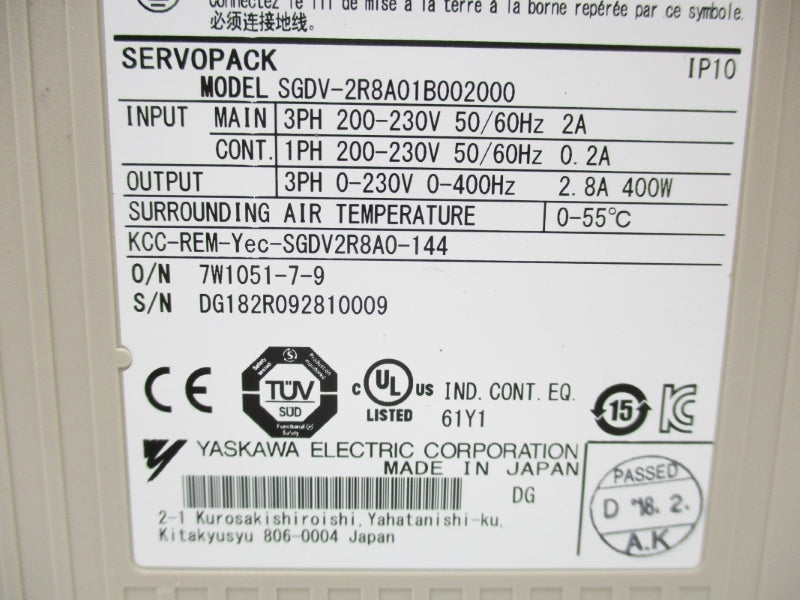 Connectez le fil de mise à la terre à la borne repérée par ce symbole.
必须连接地线。
SERVOPACK
IP10
MODEL SGDV-2R8A01B002000
INPUT MAIN 3PH 200-230V 50/60Hz 2A
CONT. 1PH 200-230V 50/60Hz 0.2A
OUTPUT 3PH 0-230V 0-400Hz 2.8A 400W
SURROUNDING AIR TEMPERATURE 0-55℃
KCC-REM-Yec-SGDV2R8A0-144
O/N 7W1051-7-9
S/N DG182R092810009
CE
TÜV
SÜD
Functional
Safety
C UL US
LISTED
IND. CONT. EQ.
61Y1
15
YASKAWA ELECTRIC CORPORATION
MADE IN JAPAN
DG
2-1 Kurosakishiroishi, Yahatanishi-ku,
Kitakyusyu 806-0004 Japan
PASSED
D '18. 2.
A.K